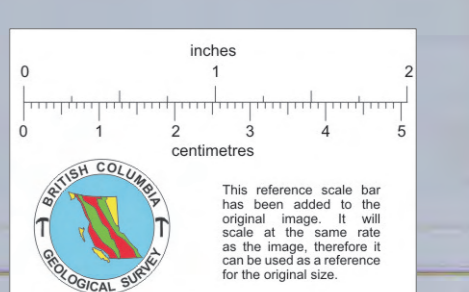 inches
0 1 2
0 1 2 3 4 5
centimetres
BRITISH COLUMBIA
GEOLOGICAL SURVEY
This reference scale bar
has been added to the
original image. It will
scale at the same rate
as the image, therefore it
can be used as a reference
for the original size.